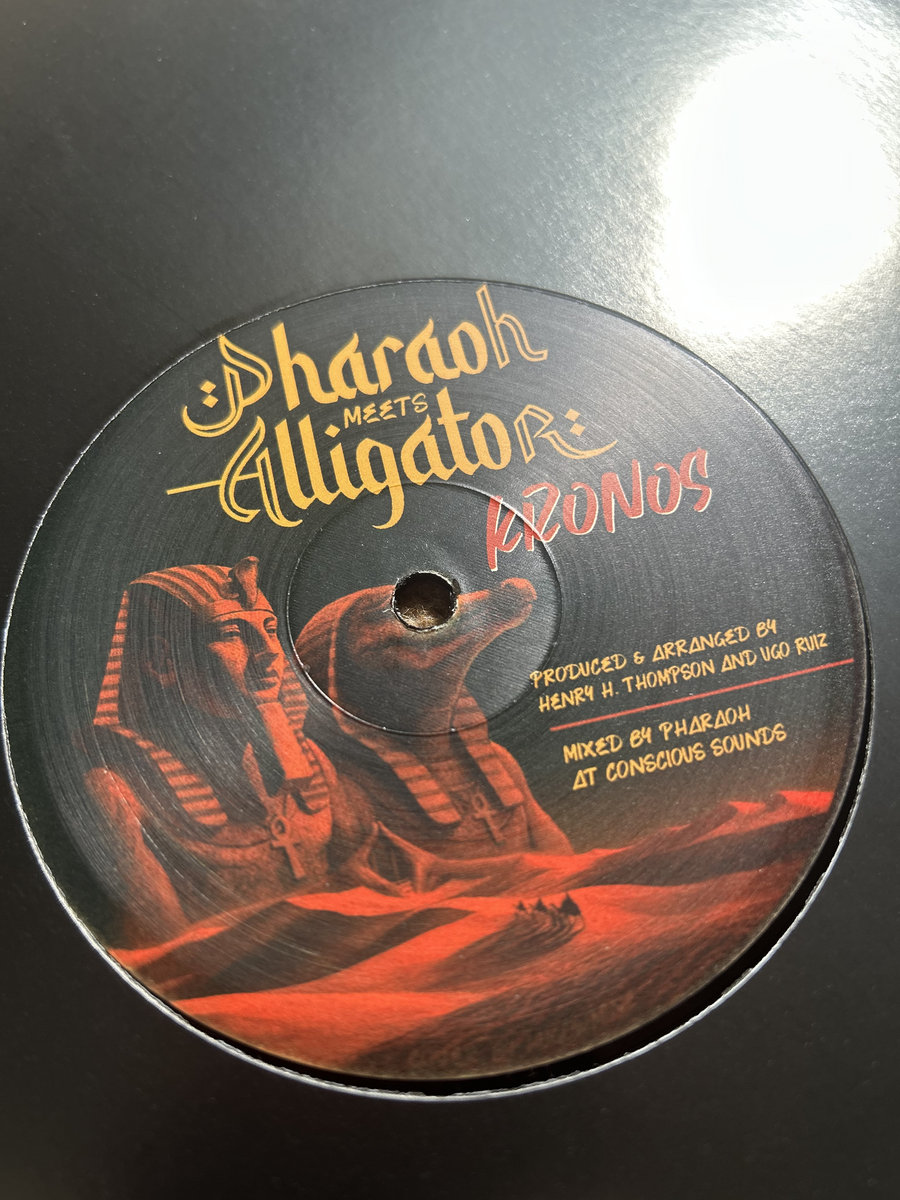 Pharaoh
MEETS
Alligator
KRONOS
PRODUCED & ARRANGED BY
HENRY H. THOMPSON AND UGO RUIZ
MIXED BY PHARAOH
AT CONSCIOUS SOUNDS